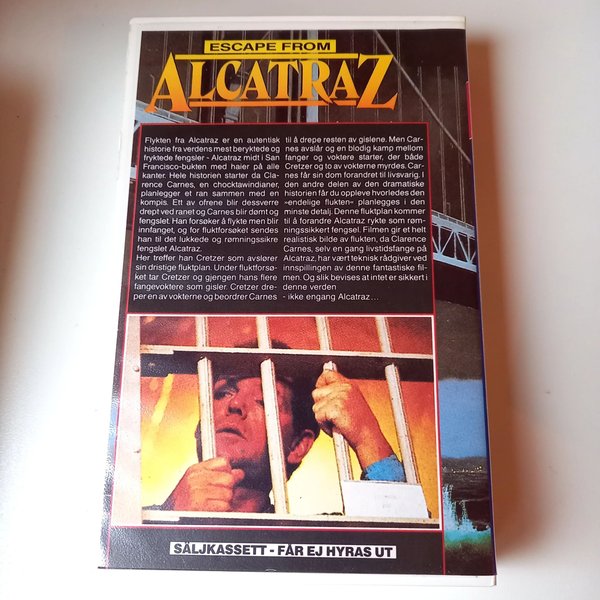 ESCAPE FROM
ALCATRAZ
Flykten fra Alcatraz er en autentisk
historie fra verdens mest beryktede og
fryktede fengsler - Alcatraz midt i San
Francisco-bukten med haier på alle
kanter. Hele historien starter da Cla-
rence Carnes, en chocktawindianer,
planlegger et ran sammen med en
kompis. Ett av ofrene blir dessverre
drept ved ranet og Carnes blir dømt og
fengslet. Han forsøker å flykte men blir
innfanget, og for fluktforsøket sendes
han til det lukkede og rømningssikre
fengslet Alcatraz.
Her treffer han Cretzer som avslører
sin dristige fluktplan. Under fluktforsø-
ket tar Cretzer og gjengen hans flere
fangevoktere som gisler. Cretzer dre-
per en av vokterne og beordrer Carnes
til å drepe resten av gislene. Men Car-
nes avslår og en blodig kamp mellom
fanger og voktere starter, der både
Cretzer og to av vokterne myrdes. Car-
nes får sin dom forandret til livsvarig. I
den andre delen av den dramatiske
historien får du oppleve hvorledes den
»endelige flukten» planlegges i den
minste detalj. Denne fluktplan kommer
til å forandre Alcatraz rykte som røm-
ningssikkert fengsel. Filmen gir et helt
realistisk bilde av flukten, da Clarence
Carnes, selv en gang livstidsfange på
Alcatraz, har vært teknisk rådgiver ved
innspillingen av denne fantastiske fil-
men. Og slik bevises at intet er sikkert i
denne verden
- ikke engang Alcatraz...
SÄLJKASSETT - FÅR EJ HYRAS UT